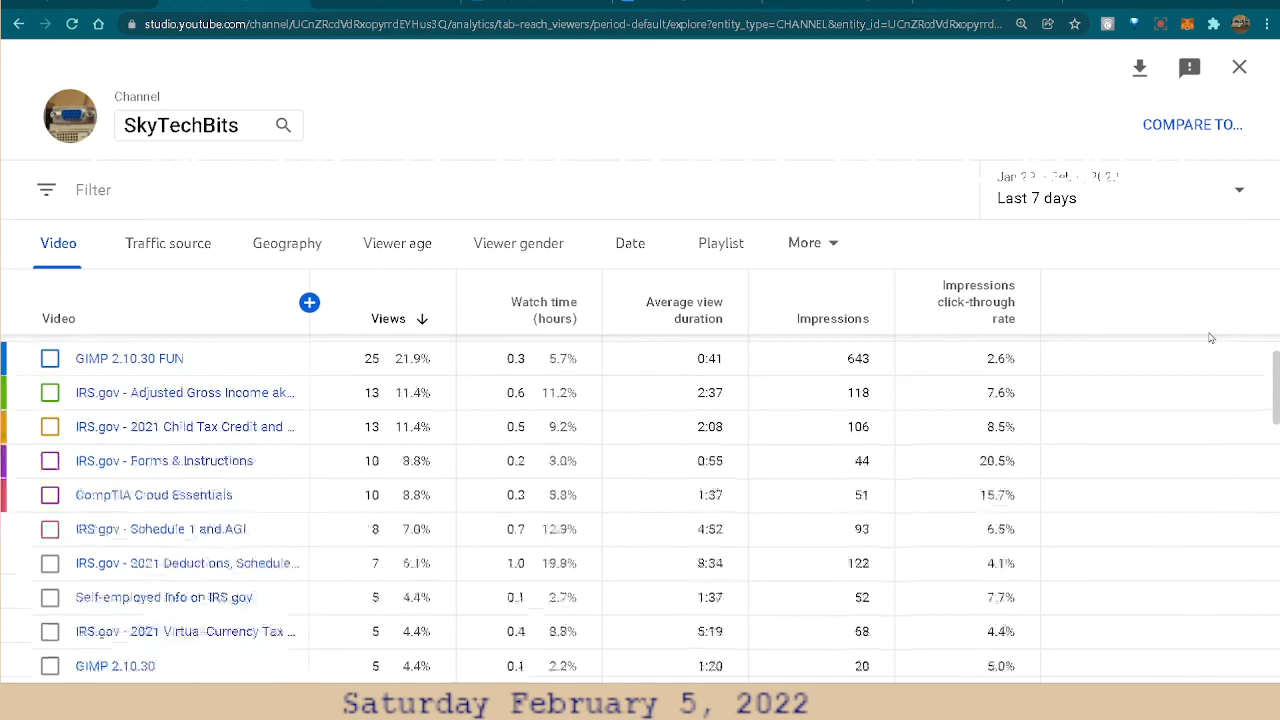 studio.youtube.com/channel/UCnZRcdVdRxopyrrdEYHus3Q/analytics/tab-reach_viewers/period-default/explore?entity_type=CHANNEL&entity_id=UCnZRcdVdRxopyrrd...
Channel
SkyTechBits
COMPARE TO...
Filter
Last 7 days
Video Traffic source Geography Viewer age Viewer gender Date Playlist More
Video Views Watch time (hours) Average view duration Impressions Impressions click-through rate
GIMP 2.10.30 FUN 25 21.9% 0.3 5.7% 0:41 643 2.6%
IRS.gov - Adjusted Gross Income ak... 13 11.4% 0.6 11.2% 2:37 118 7.6%
IRS.gov - 2021 Child Tax Credit and ... 13 11.4% 0.5 9.2% 2:08 106 8.5%
IRS.gov - Forms & Instructions 10 8.8% 0.2 3.0% 0:55 44 20.5%
CompTIA Cloud Essentials 10 8.8% 0.3 1:37 51 15.7%
IRS.gov - Schedule 1 and AGI 8 7.0% 0.7 12.9% 4:52 93 6.5%
IRS.gov - 2021 Deductions, Schedule... 7 6.1% 1.0 19.9% 8:34 122 4.1%
Self-employed Info on IRS.gov 5 4.4% 0.1 2.7% 1:37 52 7.7%
IRS.gov - 2021 Virtual Currency Tax ... 5 4.4% 0.4 5:19 68 4.4%
GIMP 2.10.30 5 4.4% 0.1 2.2% 1:20 20 5.0%
Saturday February 5, 2022